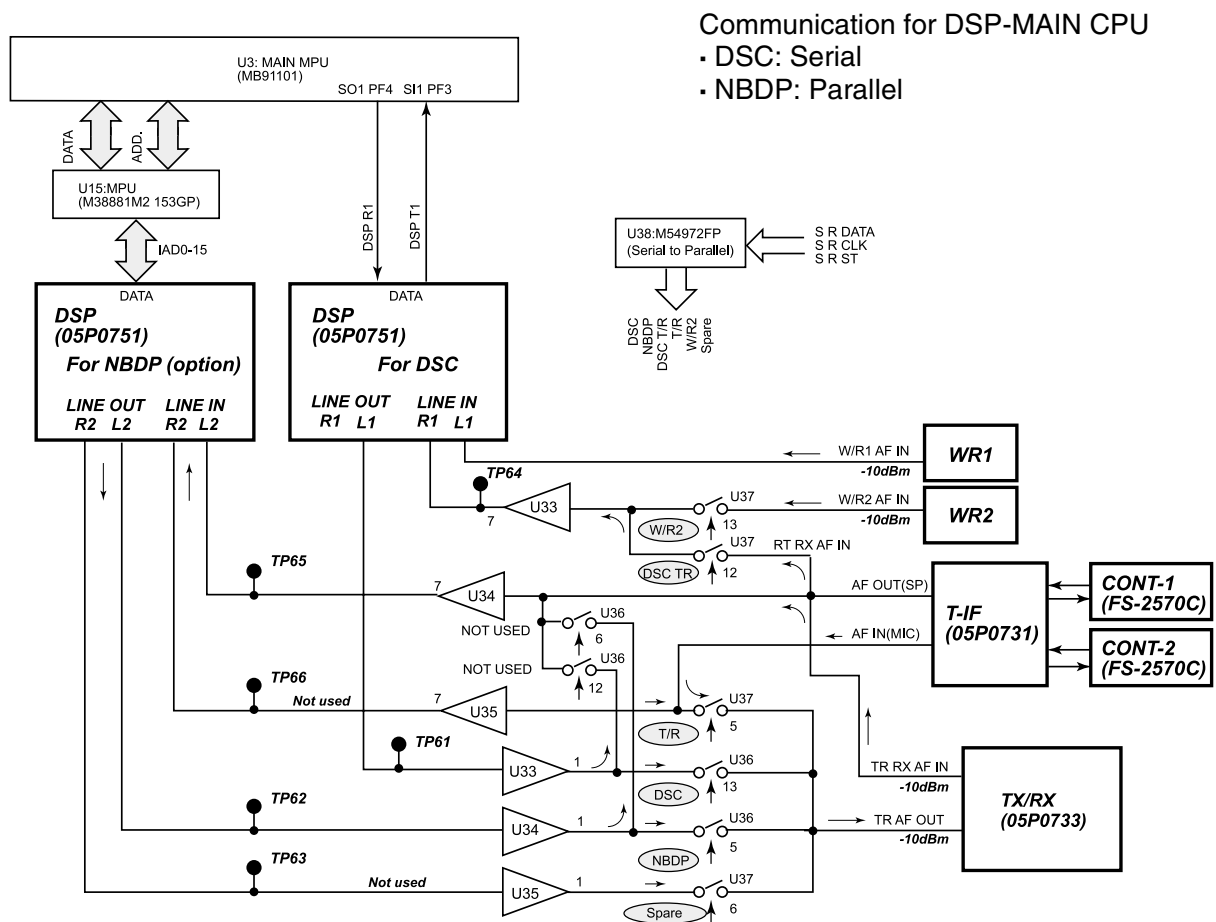 Communication for DSP-MAIN CPU
· DSC: Serial
· NBDP: Parallel
U3: MAIN MPU
(MB91101)
SO1 PF4 SI1 PF3
DATA
ADD.
U15:MPU
(M38881M2 153GP)
IAD0-15
DSP R1
DSP T1
U38:M54972FP
(Serial to Parallel)
S R DATA
S R CLK
S R ST
DSC
NBDP
DSC T/R
T/R
W/R2
Spare
DATA
DSP
(05P0751)
For NBDP (option)
LINE OUT LINE IN
R2 L2 R2 L2
DATA
DSP
(05P0751)
For DSC
LINE OUT LINE IN
R1 L1 R1 L1
W/R1 AF IN
-10dBm
WR1
TP64
U33
7
U37
W/R2
13
W/R2 AF IN
-10dBm
WR2
U37
DSC TR
12
RT RX AF IN
TP65
7
U34
AF OUT(SP)
T-IF
(05P0731)
CONT-1
(FS-2570C)
NOT USED
U36
6
AF IN(MIC)
CONT-2
(FS-2570C)
NOT USED
U36
12
TP66
Not used
7
U35
U37
T/R
5
TP61
U33
1
U36
DSC
13
TR RX AF IN
-10dBm
TX/RX
(05P0733)
TP62
U34
1
U36
NBDP
5
TR AF OUT
-10dBm
TP63
Not used
U35
1
U37
Spare
6